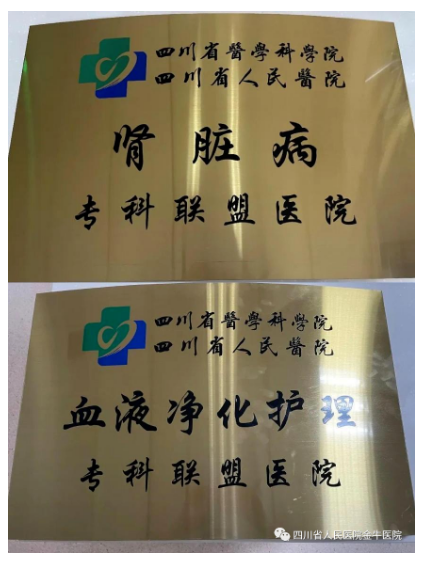 四川省醫學科學院
四川省人民醫院
肾脏病
专科联盟医院
四川省醫學科學院
四川省人民醫院
血液净化护理
专科联盟医院
四川省人民医院金牛医院